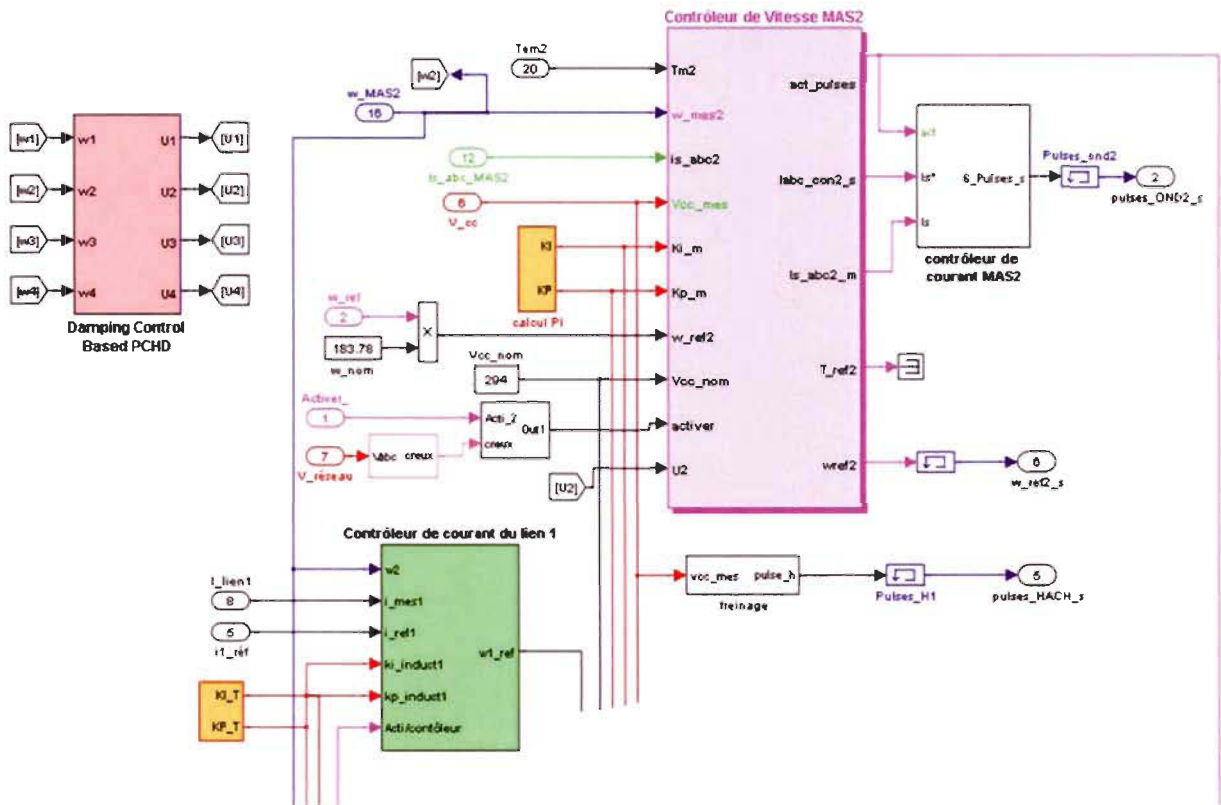 Contrôleur de Vitesse MAS2
Tem2
20
Tm2
[w2]
w_MAS2
16
w_mes2
act_pulses
12
Is_abc_MAS2
is_abc2
6
V_cc
Vcc_mes
Iabc_con2_s
KI
KP
calcul PI
Ki_m
Kp_m
Is_abc2_m
w_ref
2
183.78
w_nom
×
w_ref2
Vcc_nom
294
Vcc_nom
T_ref2
Activer_
1
Acti_2
creux
Out1
activer
7
V_réseau
Vabc
creux
[U2]
U2
wref2
6
w_ref2_s
act
Is*
Is
6_Pulses_s
contrôleur de
courant MAS2
Pulses_ond2
2
pulses_OND2_s
[w1]
[w2]
[w3]
[w4]
w1
w2
w3
w4
U1
U2
U3
U4
[U1]
[U2]
[U3]
[U4]
Damping Control
Based PCHD
Contrôleur de courant du lien 1
I_lien1
8
5
i1_réf
w2
i_mes1
i_ref1
ki_induct1
kp_induct1
Acti/contôleur
w1_ref
KI_T
KP_T
vcc_mes
pulse_h
freinage
Pulses_H1
5
pulses_HACH_s